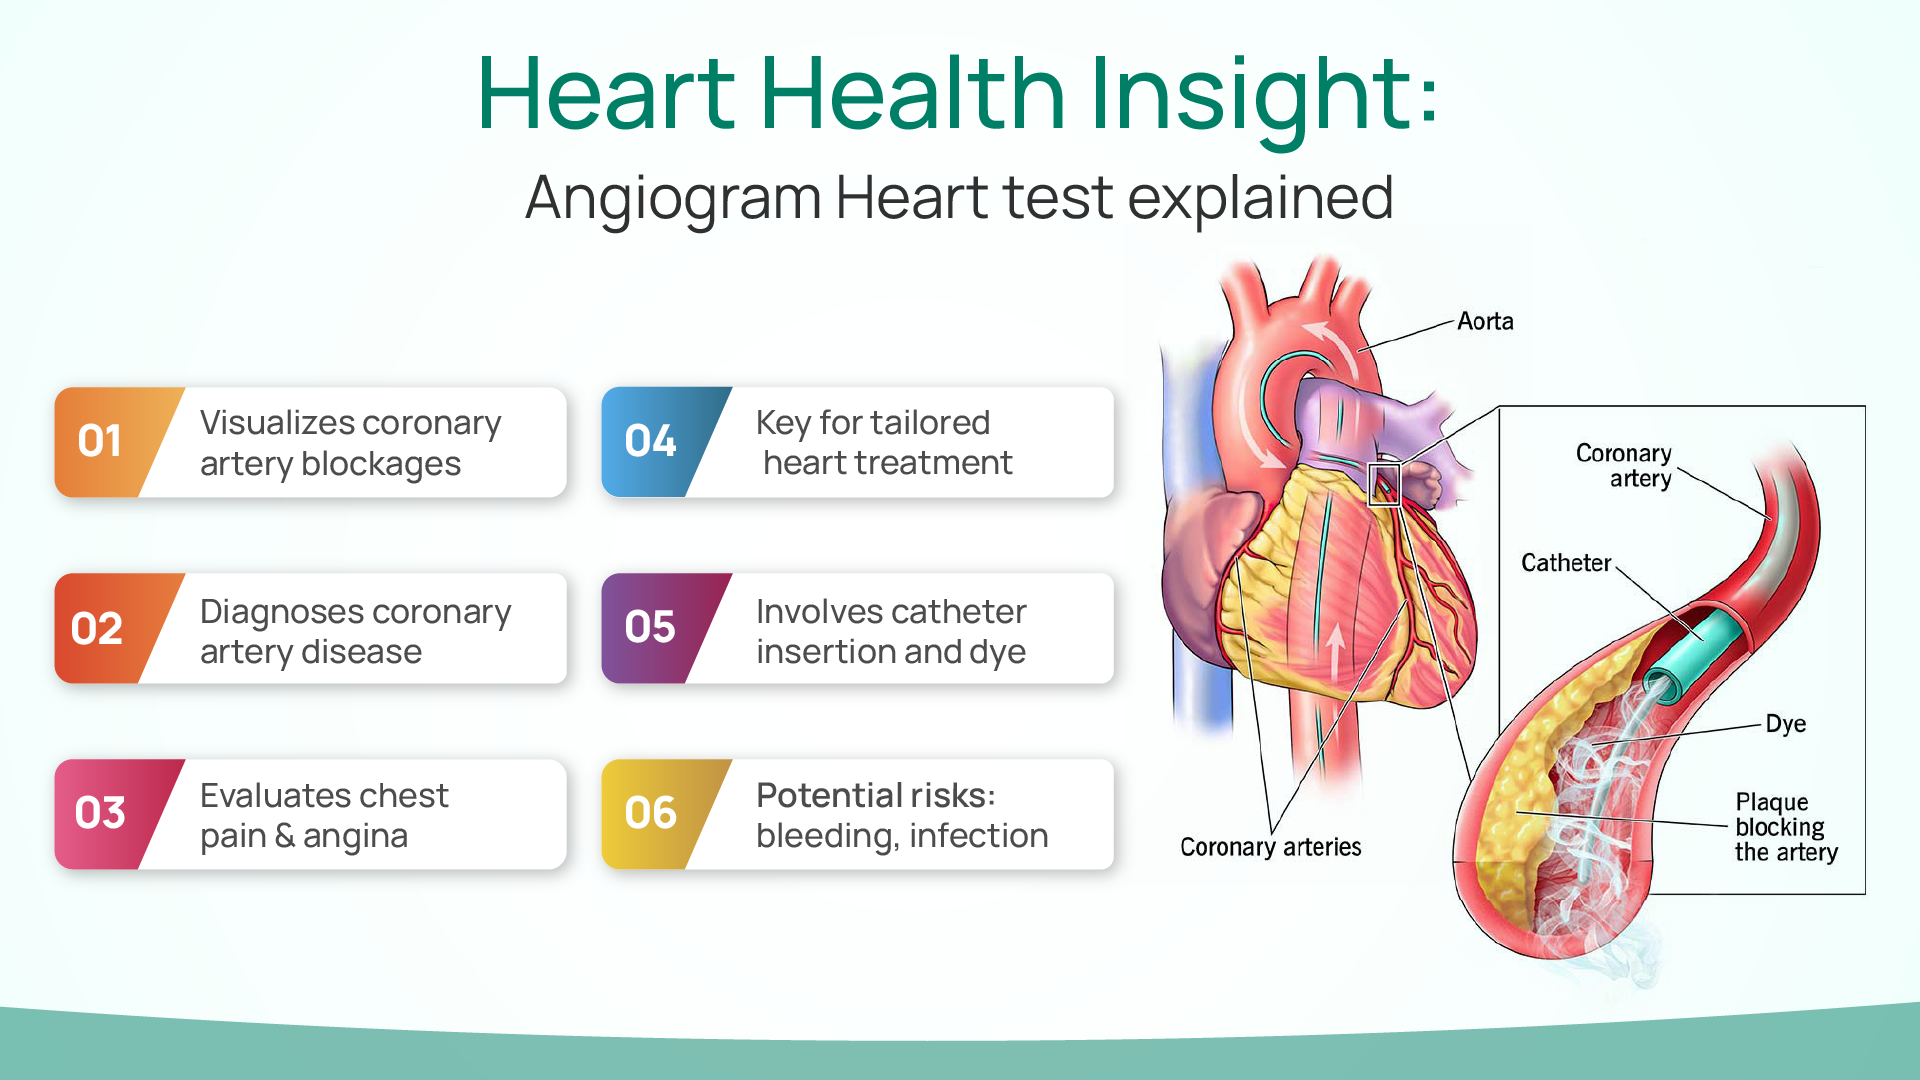 Heart Health Insight:
Angiogram Heart test explained
01
Visualizes coronary
artery blockages
02
Diagnoses coronary
artery disease
03
Evaluates chest
pain & angina
04
Key for tailored
heart treatment
05
Involves catheter
insertion and dye
06
Potential risks:
bleeding, infection
Aorta
Coronary
artery
Catheter
Dye
Plaque
blocking
the artery
Coronary arteries